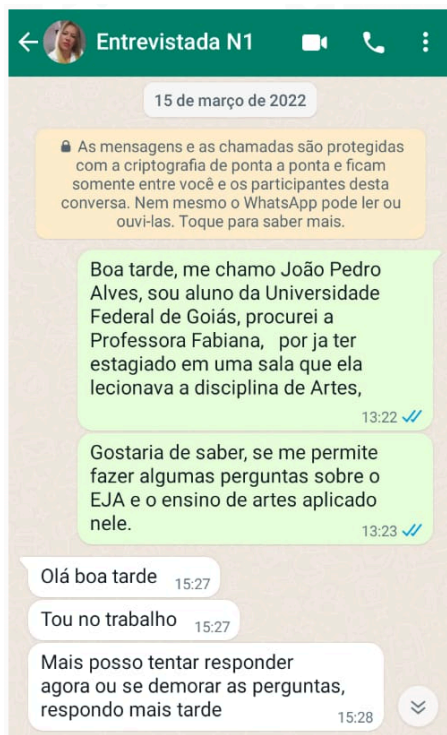 Entrevistada N1
15 de março de 2022
As mensagens e as chamadas são protegidas
com a criptografia de ponta a ponta e ficam
somente entre você e os participantes desta
conversa. Nem mesmo o WhatsApp pode ler ou
ouvi-las. Toque para saber mais.
Boa tarde, me chamo João Pedro
Alves, sou aluno da Universidade
Federal de Goiás, procurei a
Professora Fabiana,   por ja ter
estagiado em uma sala que ela
lecionava a disciplina de Artes,
13:22
Gostaria de saber, se me permite
fazer algumas perguntas sobre o
EJA e o ensino de artes aplicado
nele.
13:23
Olá boa tarde 15:27
Tou no trabalho 15:27
Mais posso tentar responder
agora ou se demorar as perguntas,
respondo mais tarde
15:28